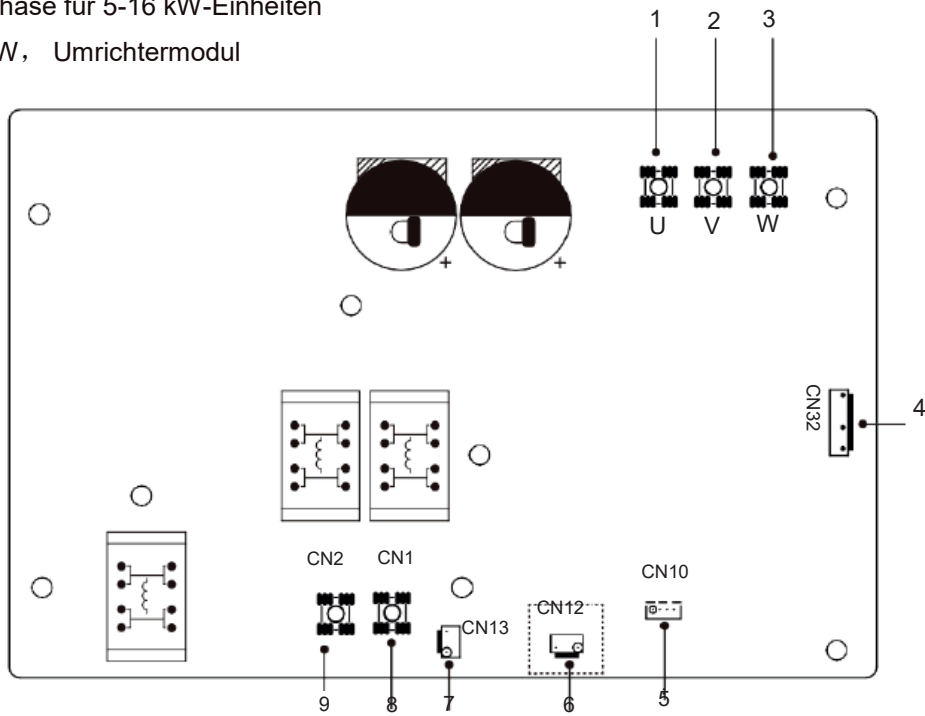 hase für 5-16 kW-Einheiten
W， Umrichtermodul
1 2 3
U V W
+ +
CN32
4
CN2 CN1
CN10
CN12
CN13
9 8 7 6 5